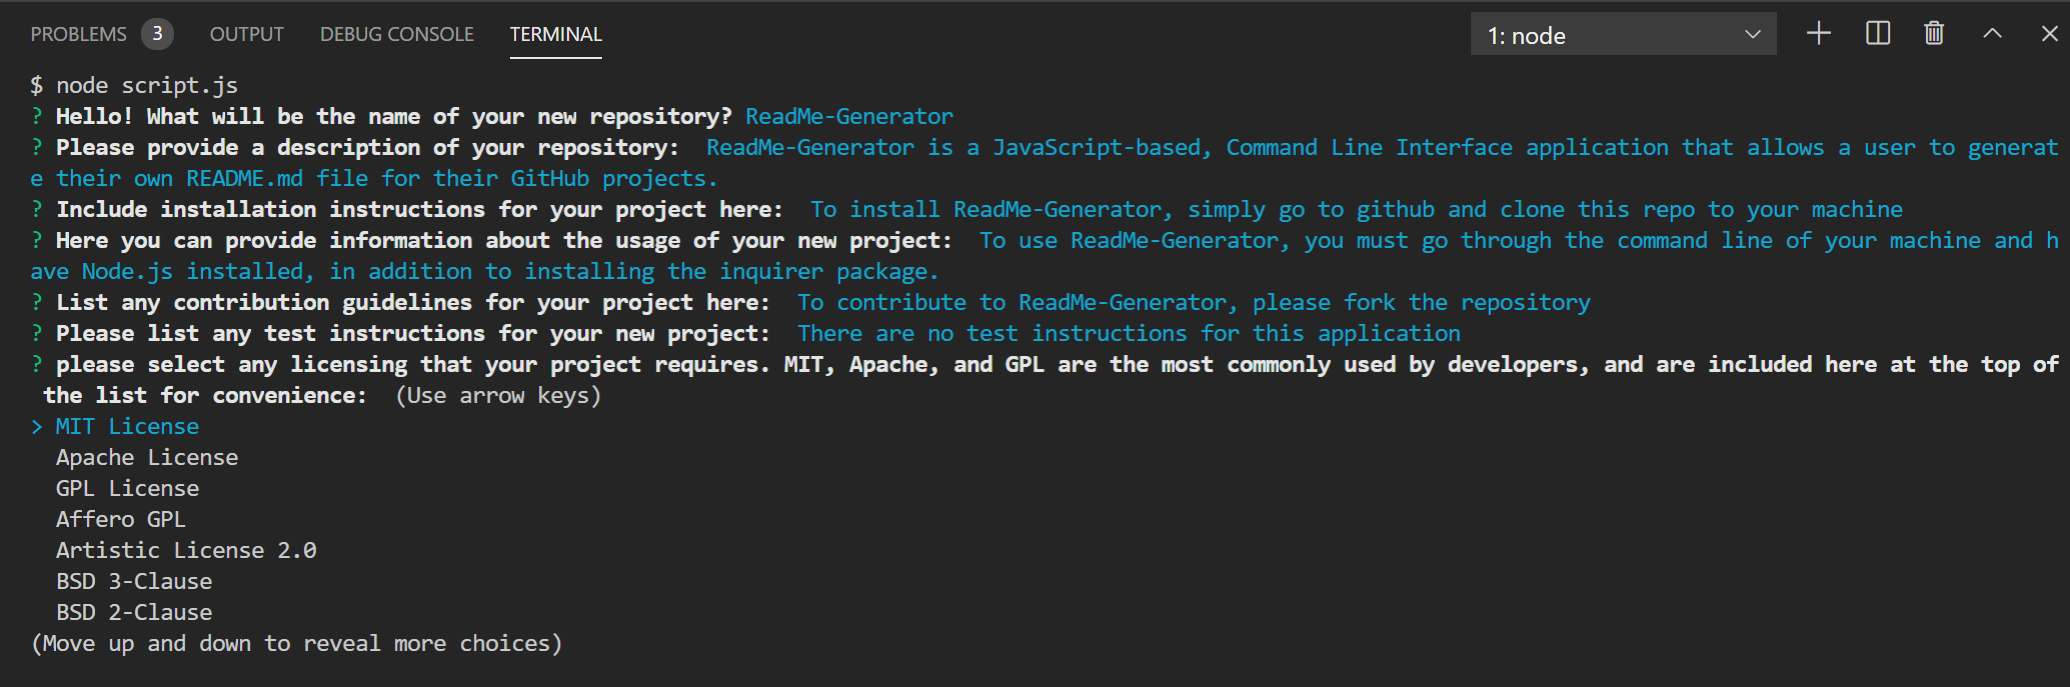 PROBLEMS 3 OUTPUT DEBUG CONSOLE TERMINAL 1: node
$ node script.js
? Hello! What will be the name of your new repository? ReadMe-Generator
? Please provide a description of your repository:  ReadMe-Generator is a JavaScript-based, Command Line Interface application that allows a user to generat
e their own README.md file for their GitHub projects.
? Include installation instructions for your project here:  To install ReadMe-Generator, simply go to github and clone this repo to your machine
? Here you can provide information about the usage of your new project:  To use ReadMe-Generator, you must go through the command line of your machine and h
ave Node.js installed, in addition to installing the inquirer package.
? List any contribution guidelines for your project here:  To contribute to ReadMe-Generator, please fork the repository
? Please list any test instructions for your new project:  There are no test instructions for this application
? please select any licensing that your project requires. MIT, Apache, and GPL are the most commonly used by developers, and are included here at the top of
 the list for convenience:  (Use arrow keys)
> MIT License
  Apache License
  GPL License
  Affero GPL
  Artistic License 2.0
  BSD 3-Clause
  BSD 2-Clause
(Move up and down to reveal more choices)